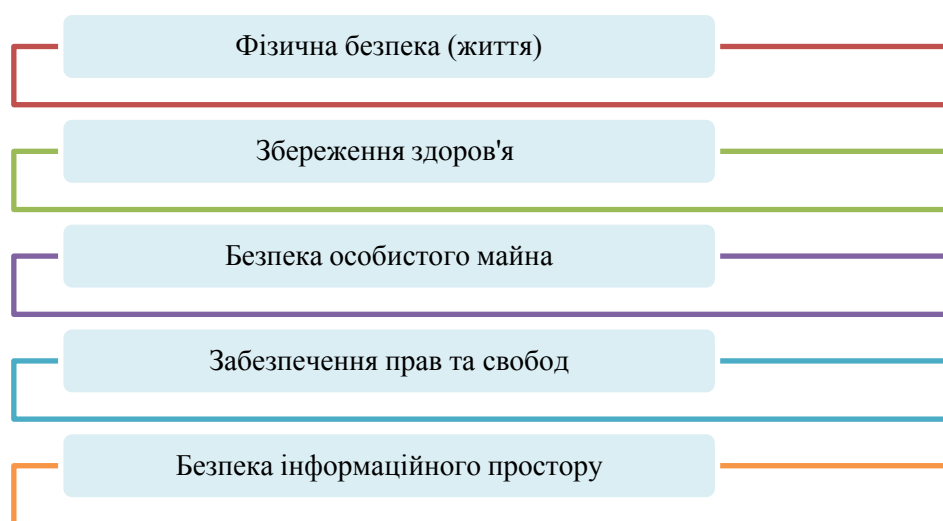 Фізична безпека (життя)
Збереження здоров'я
Безпека особистого майна
Забезпечення прав та свобод
Безпека інформаційного простору